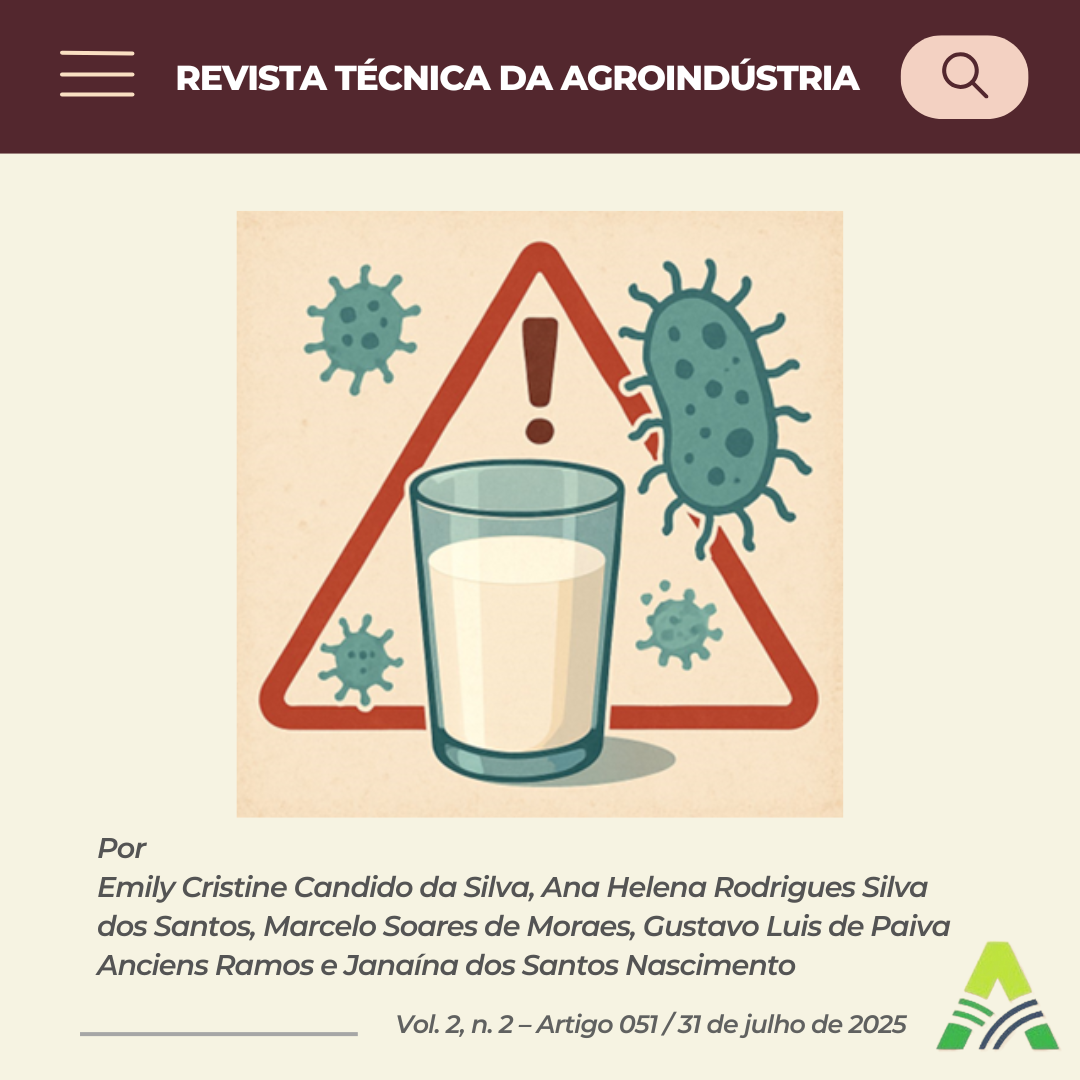 REVISTA TÉCNICA DA AGROINDÚSTRIA
Por
Emily Cristine Candido da Silva, Ana Helena Rodrigues Silva
dos Santos, Marcelo Soares de Moraes, Gustavo Luis de Paiva
Anciens Ramos e Janaína dos Santos Nascimento
Vol. 2, n. 2 – Artigo 051 / 31 de julho de 2025